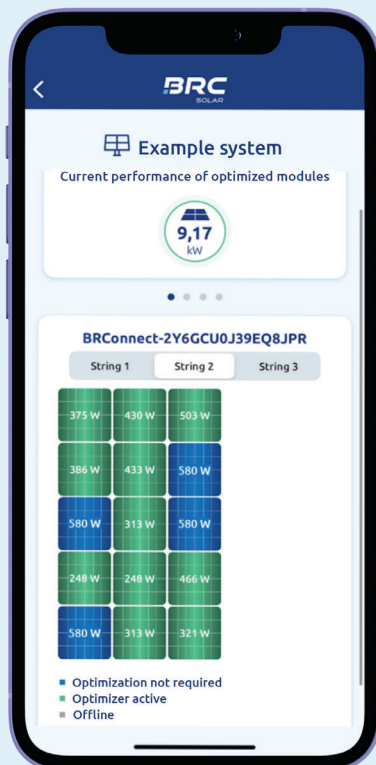 BRC
SOLAR
Example system
Current performance of optimized modules
9,17
kW
BRConnect-2Y6GCU0J39EQ8JPR
String 1 String 2 String 3
375 W 430 W 503 W
386 W 433 W 580 W
580 W 313 W 580 W
248 W 248 W 466 W
580 W 313 W 321 W
Optimization not required
Optimizer active
Offline